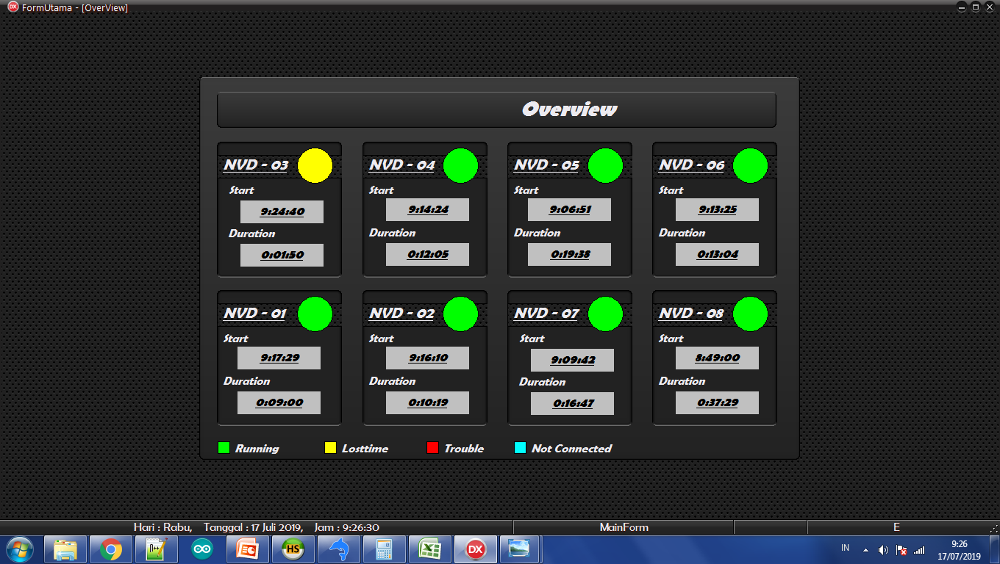 FormUtama - [OverView]
Overview
NVD - 03
Start
9:24:40
Duration
0:01:50
NVD - 04
Start
9:14:24
Duration
0:12:05
NVD - 05
Start
9:06:51
Duration
0:19:38
NVD - 06
Start
9:13:25
Duration
0:13:04
NVD - 01
Start
9:17:29
Duration
0:09:00
NVD - 02
Start
9:16:10
Duration
0:10:19
NVD - 07
Start
9:09:42
Duration
0:16:47
NVD - 08
Start
8:49:00
Duration
0:37:29
Running Losttime Trouble Not Connected
Hari : Rabu, Tanggal : 17 Juli 2019, Jam : 9:26:30 MainForm E
N++ HS DX IN 9:26
17/07/2019